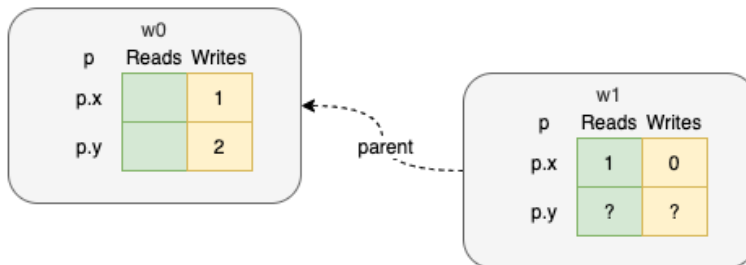 w0
p Reads Writes
p.x 1
p.y 2
parent
w1
p Reads Writes
p.x 1 0
p.y ? ?